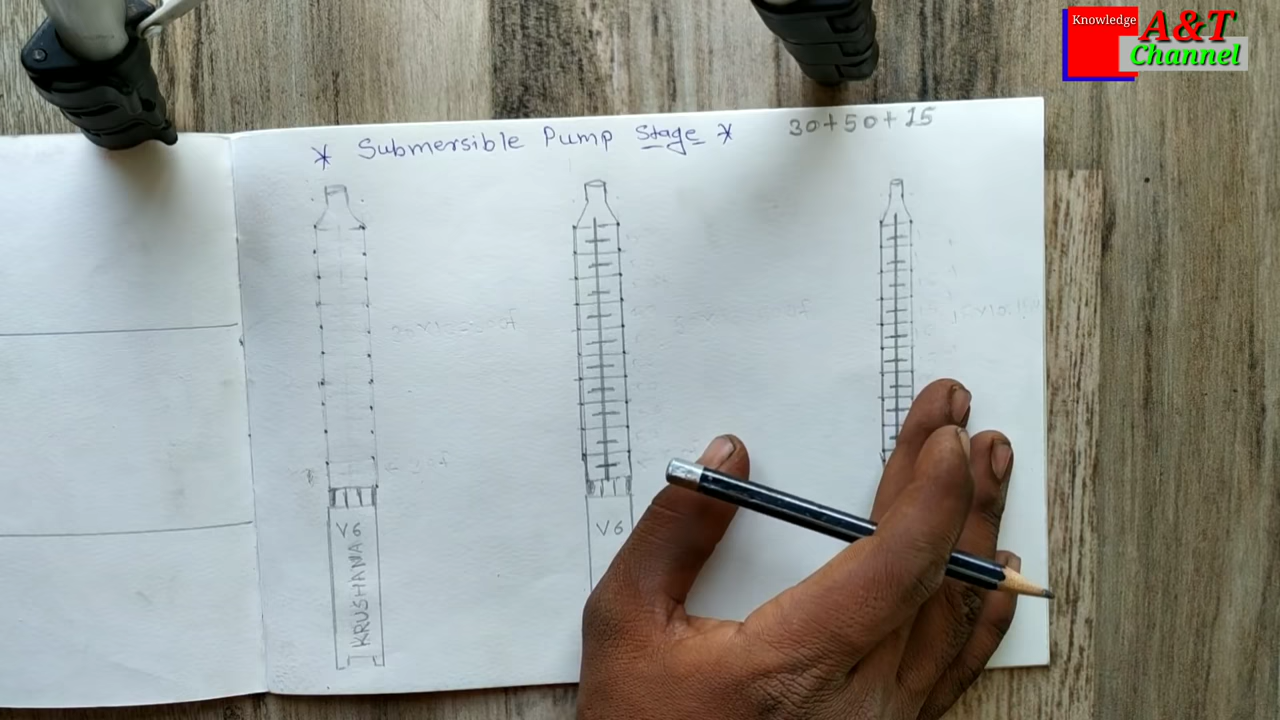 Knowledge A&T
Channel
* Submersible Pump Stage *
30+50+15
V6
KRUSHANA
V6